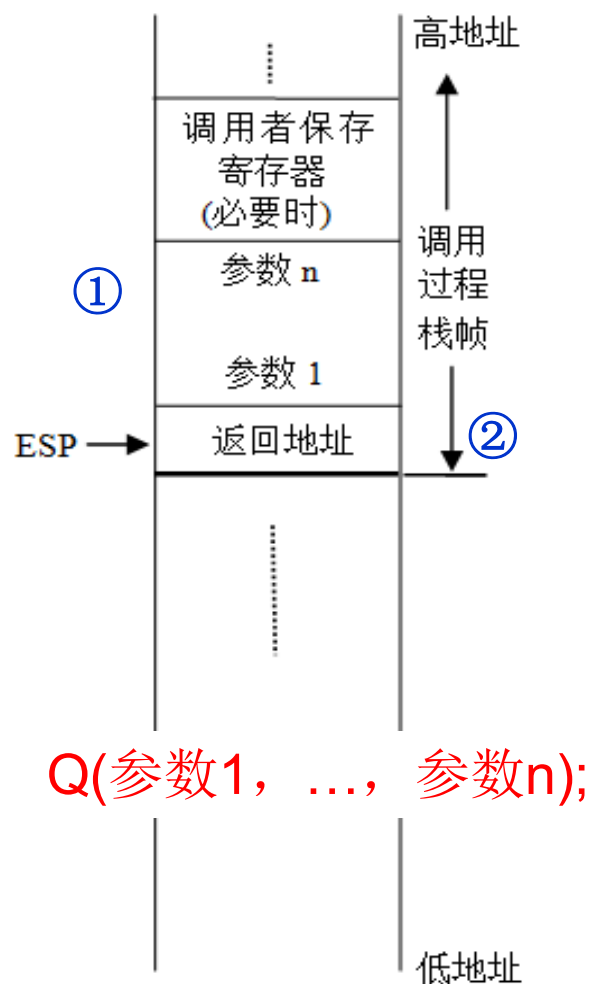 高地址
调用者保存
寄存器
(必要时)
调用
过程
栈帧
①
参数 n
参数 1
②
ESP
返回地址
Q(参数1，…，参数n);
低地址